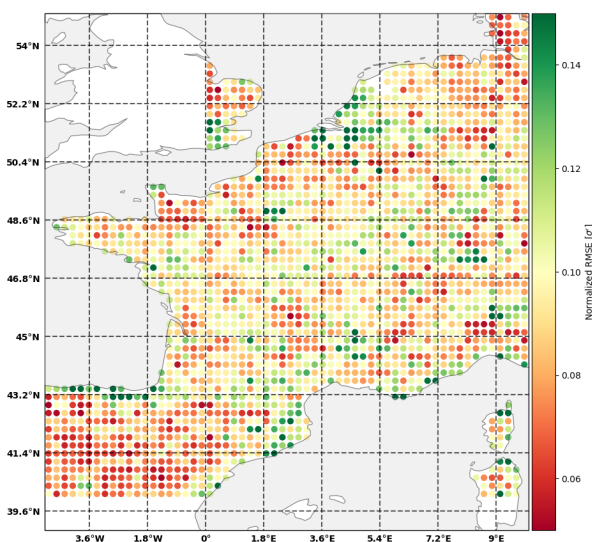 54°N
52.2°N
50.4°N
48.6°N
46.8°N
45°N
43.2°N
41.4°N
39.6°N
3.6°W 1.8°W 0° 1.8°E 3.6°E 5.4°E 7.2°E 9°E
0.14
0.12
0.10
0.08
0.06
Normalized RMSE [σ]